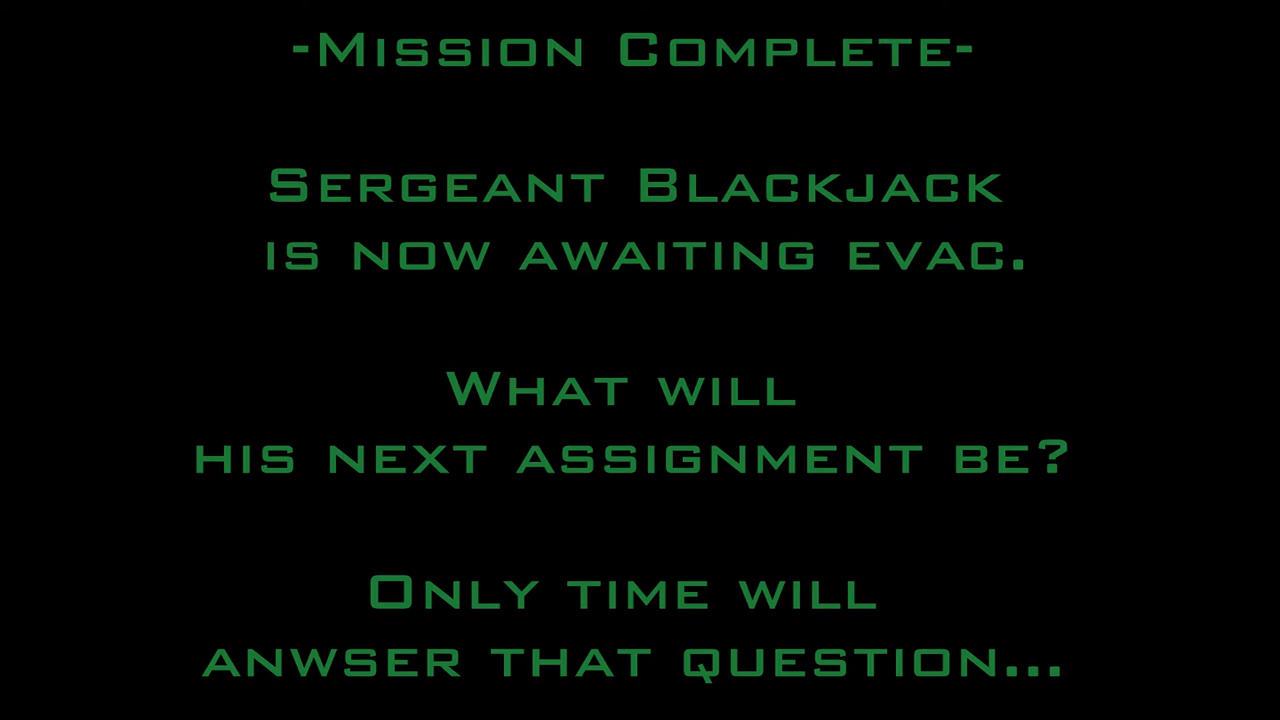 -Mission Complete-
Sergeant Blackjack
is now awaiting evac.
What will
his next assignment be?
Only time will
anwser that question...